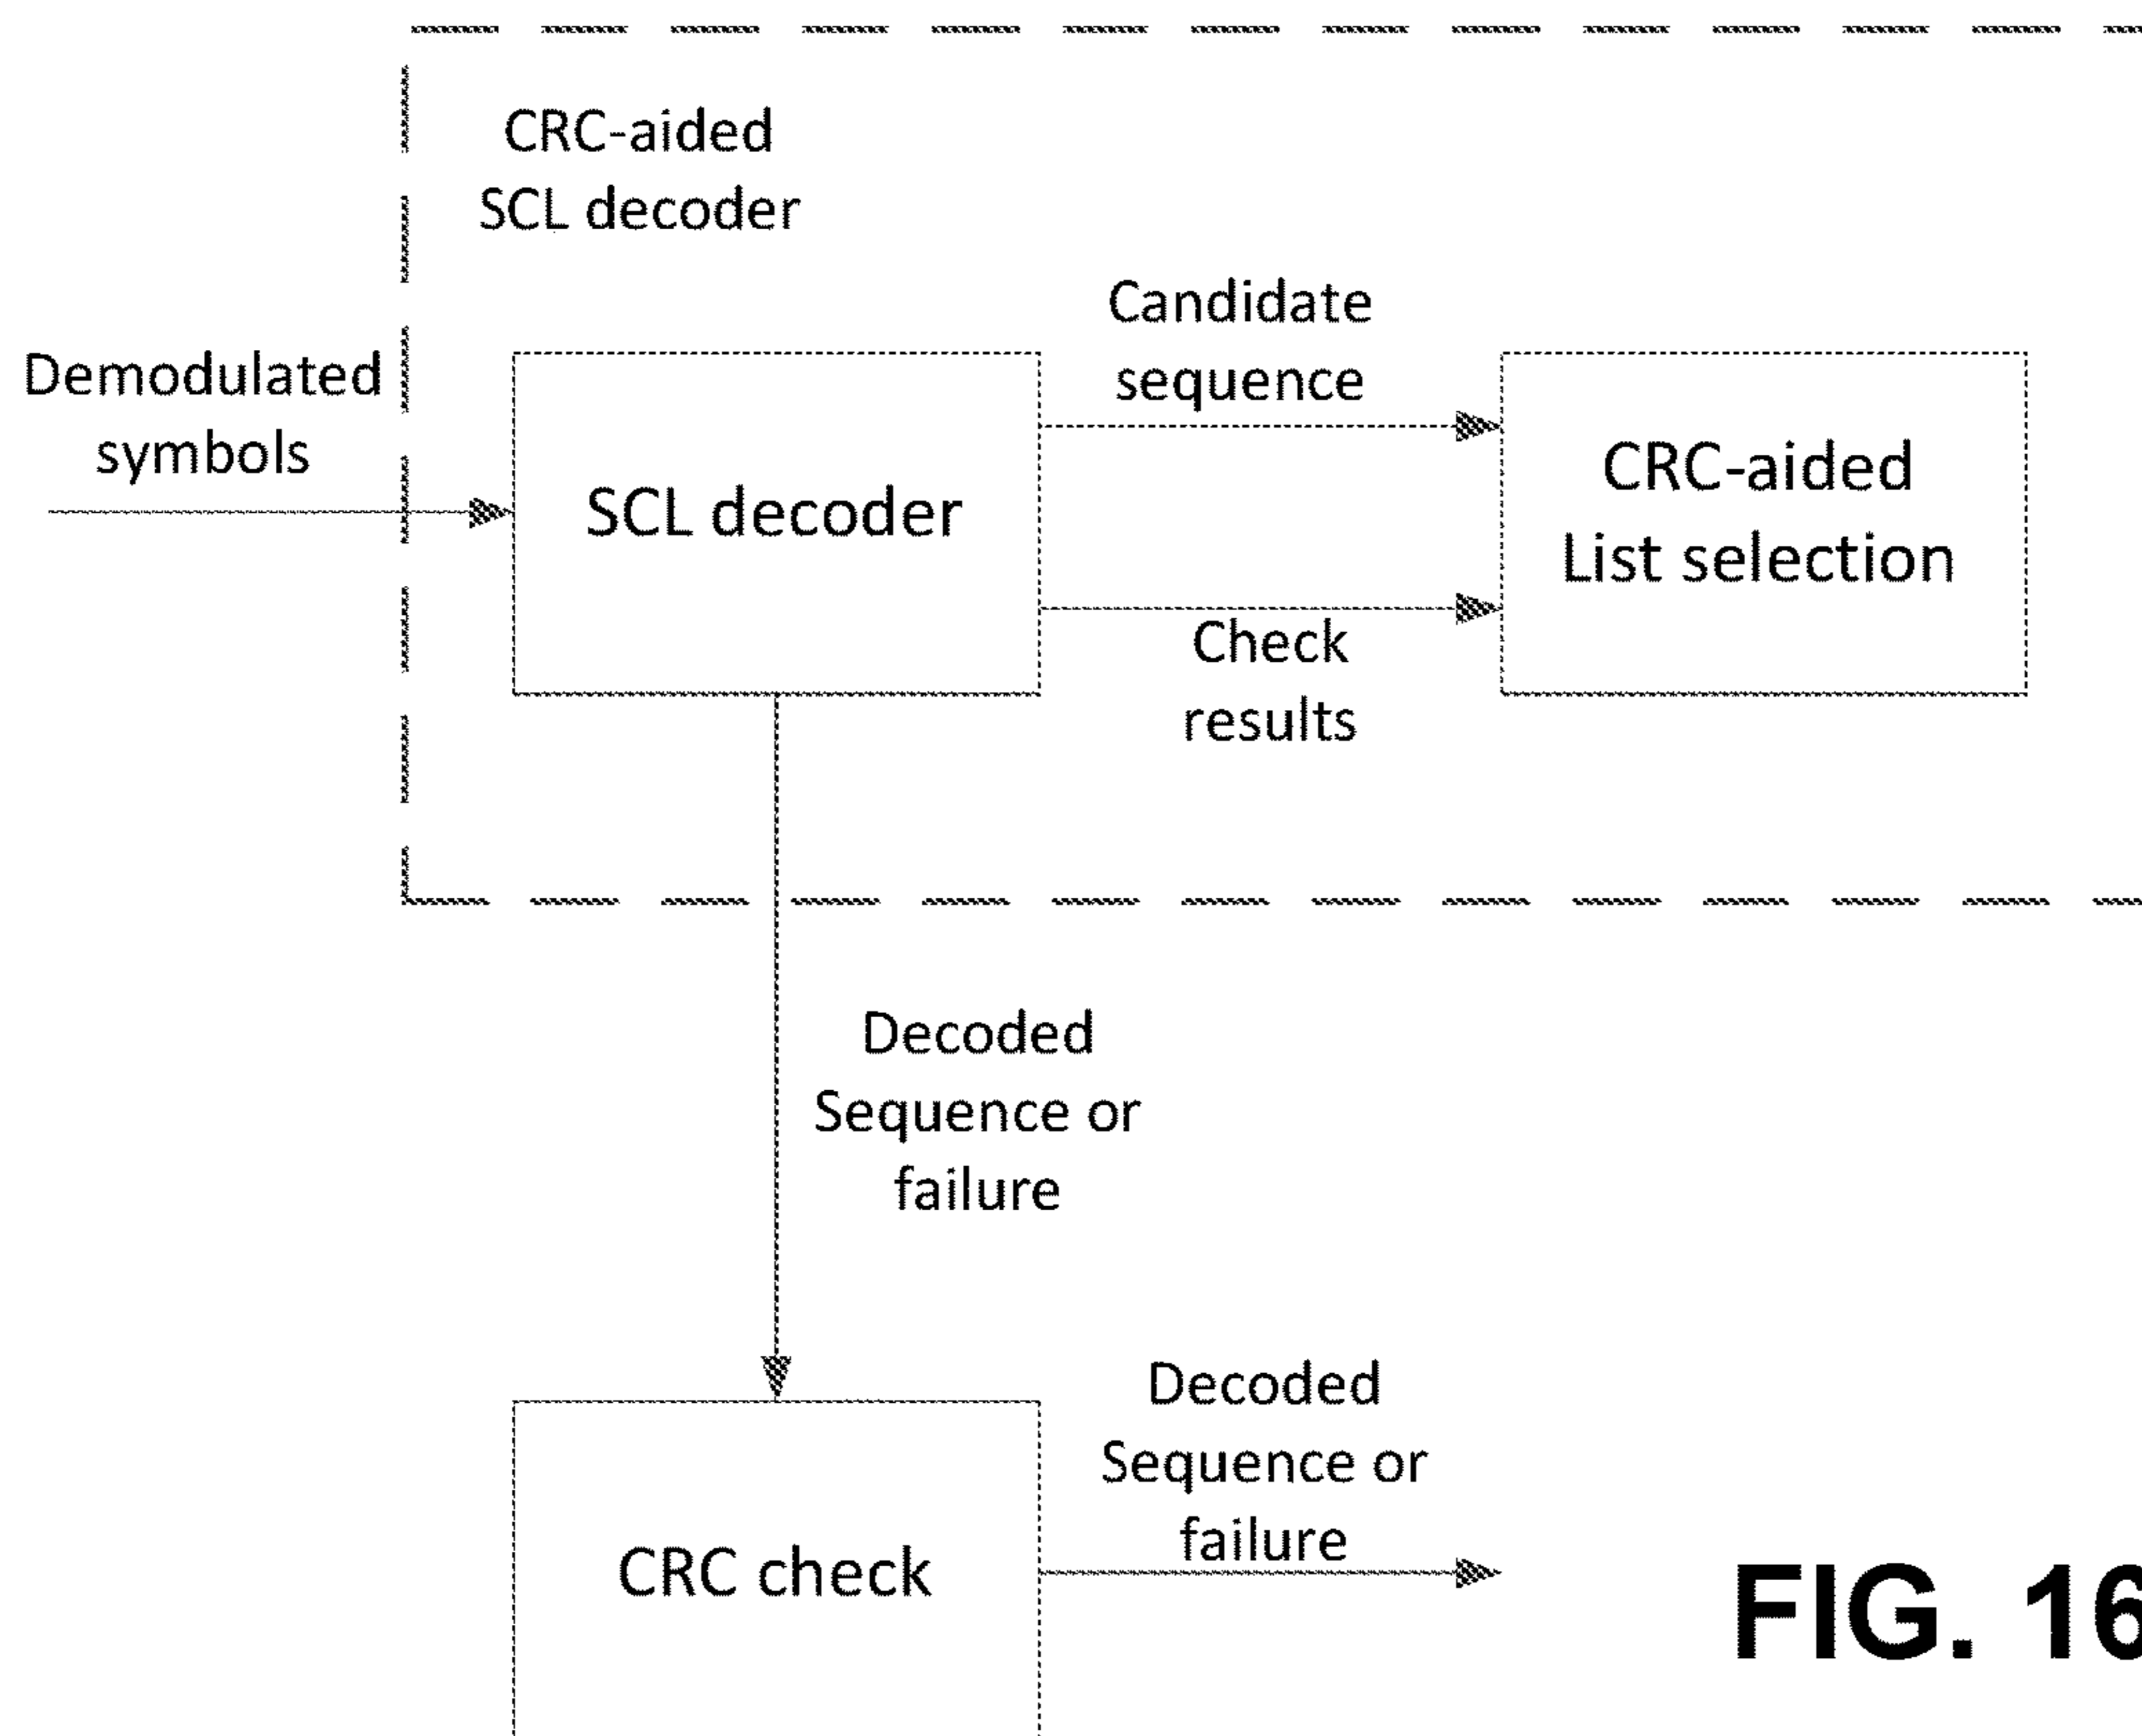 CRC-aided
SCL decoder
Candidate
sequence
Demodulated
symbols
SCL decoder
CRC-aided
List selection
Check
results
Decoded
Sequence or
failure
Decoded
Sequence or
failure
CRC check
FIG. 16